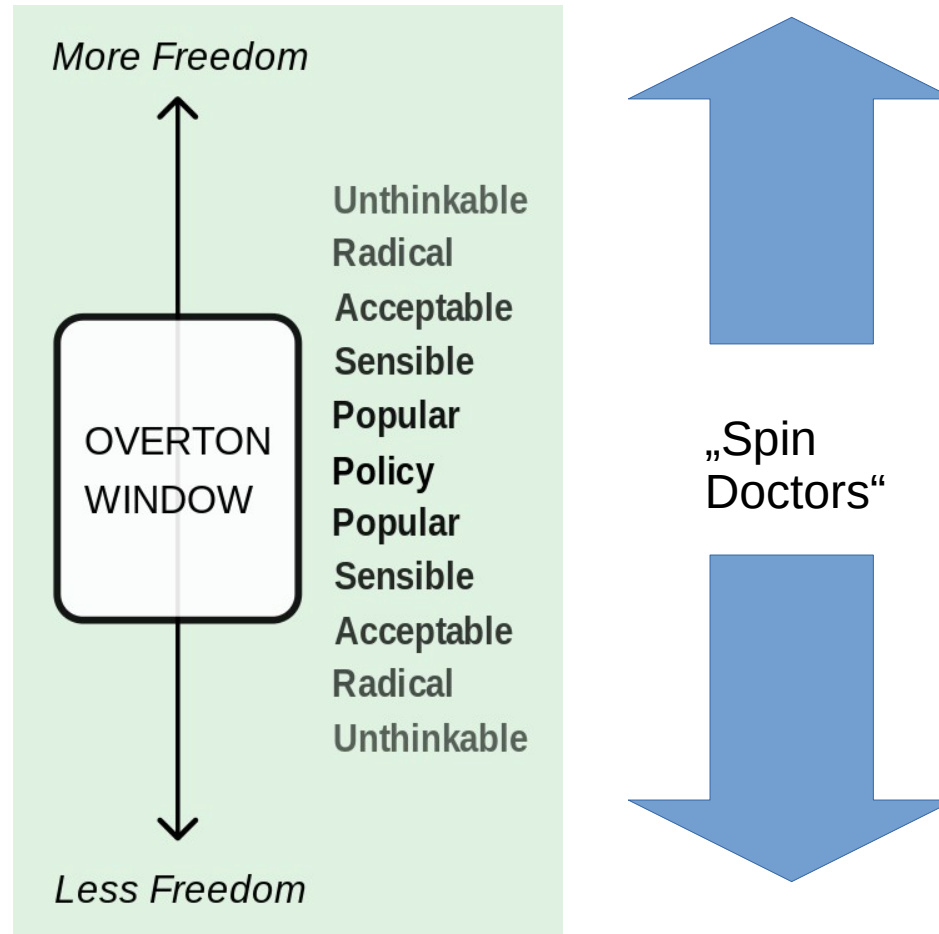 More Freedom
Unthinkable
Radical
Acceptable
Sensible
Popular
Policy
Popular
Sensible
Acceptable
Radical
Unthinkable
OVERTON
WINDOW
Less Freedom
„Spin
Doctors“